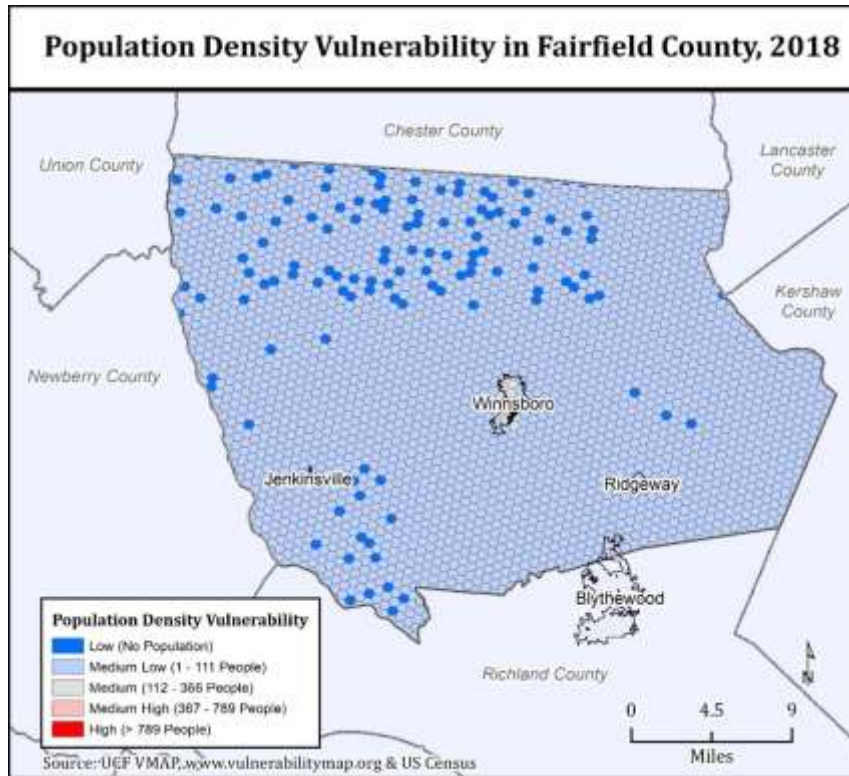 Population Density Vulnerability in Fairfield County, 2018
Chester County
Union County
Lancaster
County
Kershaw
County
Newberry County
Winnsboro
Jenkinsville
Ridgeway
Blythewood
Richland County
Population Density Vulnerability
Low (No Population)
Medium Low (1 - 111 People)
Medium (112 - 366 People)
Medium High (367 - 789 People)
High (> 789 People)
N
0 4.5 9
Miles
Source: UCF VMAP, www.vulnerabilitymap.org & US Census